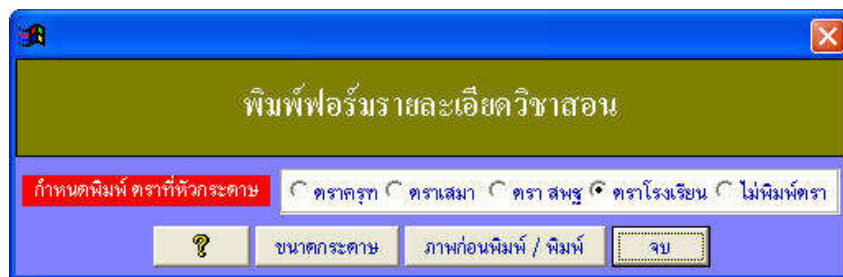 พิมพ์ฟอร์มรายละเอียดวิชาสอน
กำหนดพิมพ์ ตราที่หัวกระดาษ ตราครุฑ ตราเสมา ตรา สพฐ ตราโรงเรียน ไม่พิมพ์ตรา
? ขนาดกระดาษ ภาพก่อนพิมพ์ / พิมพ์ จบ